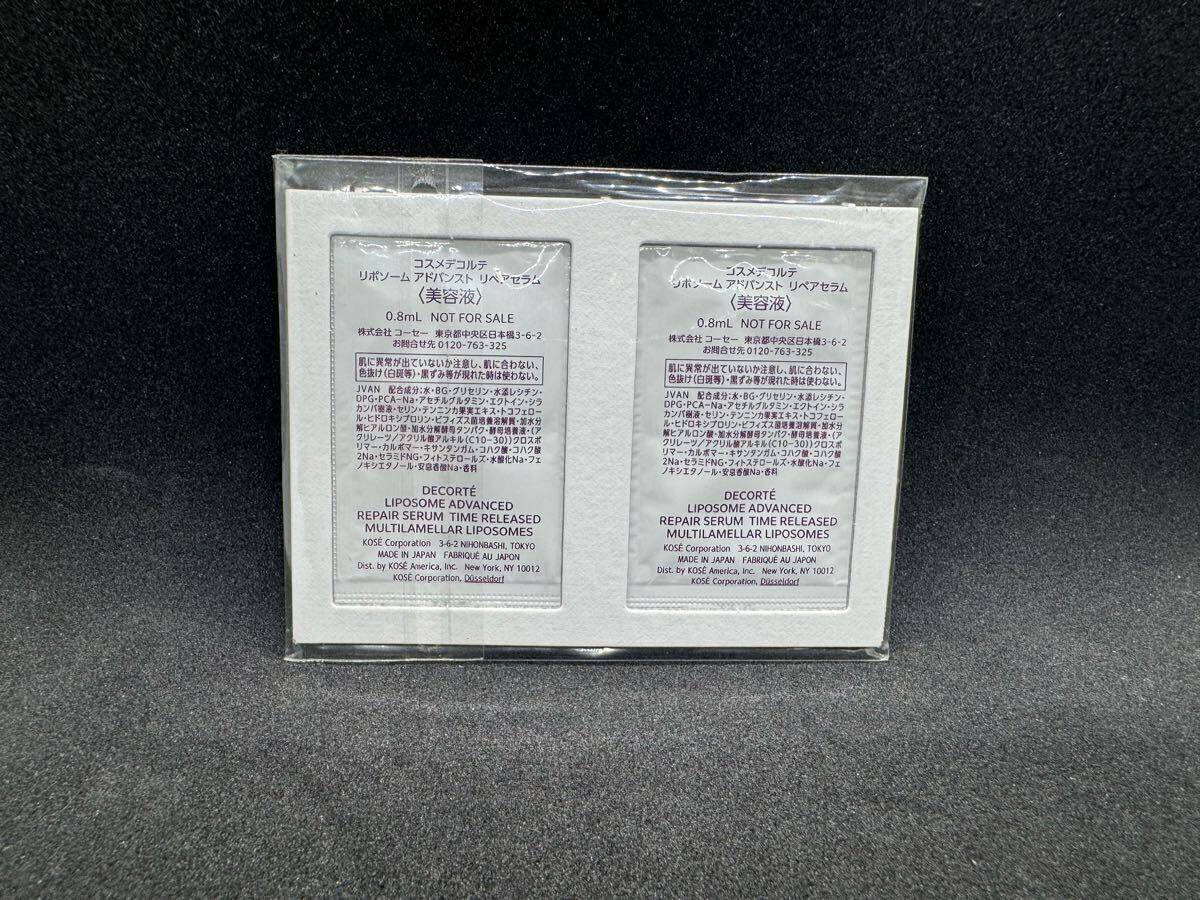 コスメデコルテ
リポソーム アドバンスト リペアセラム
〈美容液〉
0.8mL NOT FOR SALE
株式会社 コーセー 東京都中央区日本橋3-6-2
お問合せ先 0120-763-325
肌に異常が出ていないか注意し、肌に合わない、
色抜け(白斑等)・黒ずみ等が現れた時は使わない。
JVAN 配合成分:水・BG・グリセリン・水添レシチン・
DPG・PCA-Na・アセチルグルタミン・エクトイン・シラ
カンバ樹液・セリン・テンニンカ果実エキス・トコフェロー
ル・ヒドロキシプロリン・ビフィズス菌培養溶解質・加水分
解ヒアルロン酸・加水分解酵母タンパク・酵母培養液・(ア
クリレーツ/アクリル酸アルキル(C10-30))クロスポ
リマー・カルボマー・キサンタンガム・コハク酸・コハク酸
2Na・セラミドNG・フィトステロールズ・水酸化Na・フェ
ノキシエタノール・安息香酸Na・香料
DECORTÉ
LIPOSOME ADVANCED
REPAIR SERUM TIME RELEASED
MULTILAMELLAR LIPOSOMES
KOSÉ Corporation 3-6-2 NIHONBASHI, TOKYO
MADE IN JAPAN FABRIQUÉ AU JAPON
Dist. by KOSÉ America, Inc. New York, NY 10012
KOSÉ Corporation, Düsseldorf
コスメデコルテ
リポソーム アドバンスト リペアセラム
〈美容液〉
0.8mL NOT FOR SALE
株式会社 コーセー 東京都中央区日本橋3-6-2
お問合せ先 0120-763-325
肌に異常が出ていないか注意し、肌に合わない、
色抜け(白斑等)・黒ずみ等が現れた時は使わない。
JVAN 配合成分:水・BG・グリセリン・水添レシチン・
DPG・PCA-Na・アセチルグルタミン・エクトイン・シラ
カンバ樹液・セリン・テンニンカ果実エキス・トコフェロー
ル・ヒドロキシプロリン・ビフィズス菌培養溶解質・加水分
解ヒアルロン酸・加水分解酵母タンパク・酵母培養液・(ア
クリレーツ/アクリル酸アルキル(C10-30))クロスポ
リマー・カルボマー・キサンタンガム・コハク酸・コハク酸
2Na・セラミドNG・フィトステロールズ・水酸化Na・フェ
ノキシエタノール・安息香酸Na・香料
DECORTÉ
LIPOSOME ADVANCED
REPAIR SERUM TIME RELEASED
MULTILAMELLAR LIPOSOMES
KOSÉ Corporation 3-6-2 NIHONBASHI, TOKYO
MADE IN JAPAN FABRIQUÉ AU JAPON
Dist. by KOSÉ America, Inc. New York, NY 10012
KOSÉ Corporation, Düsseldorf